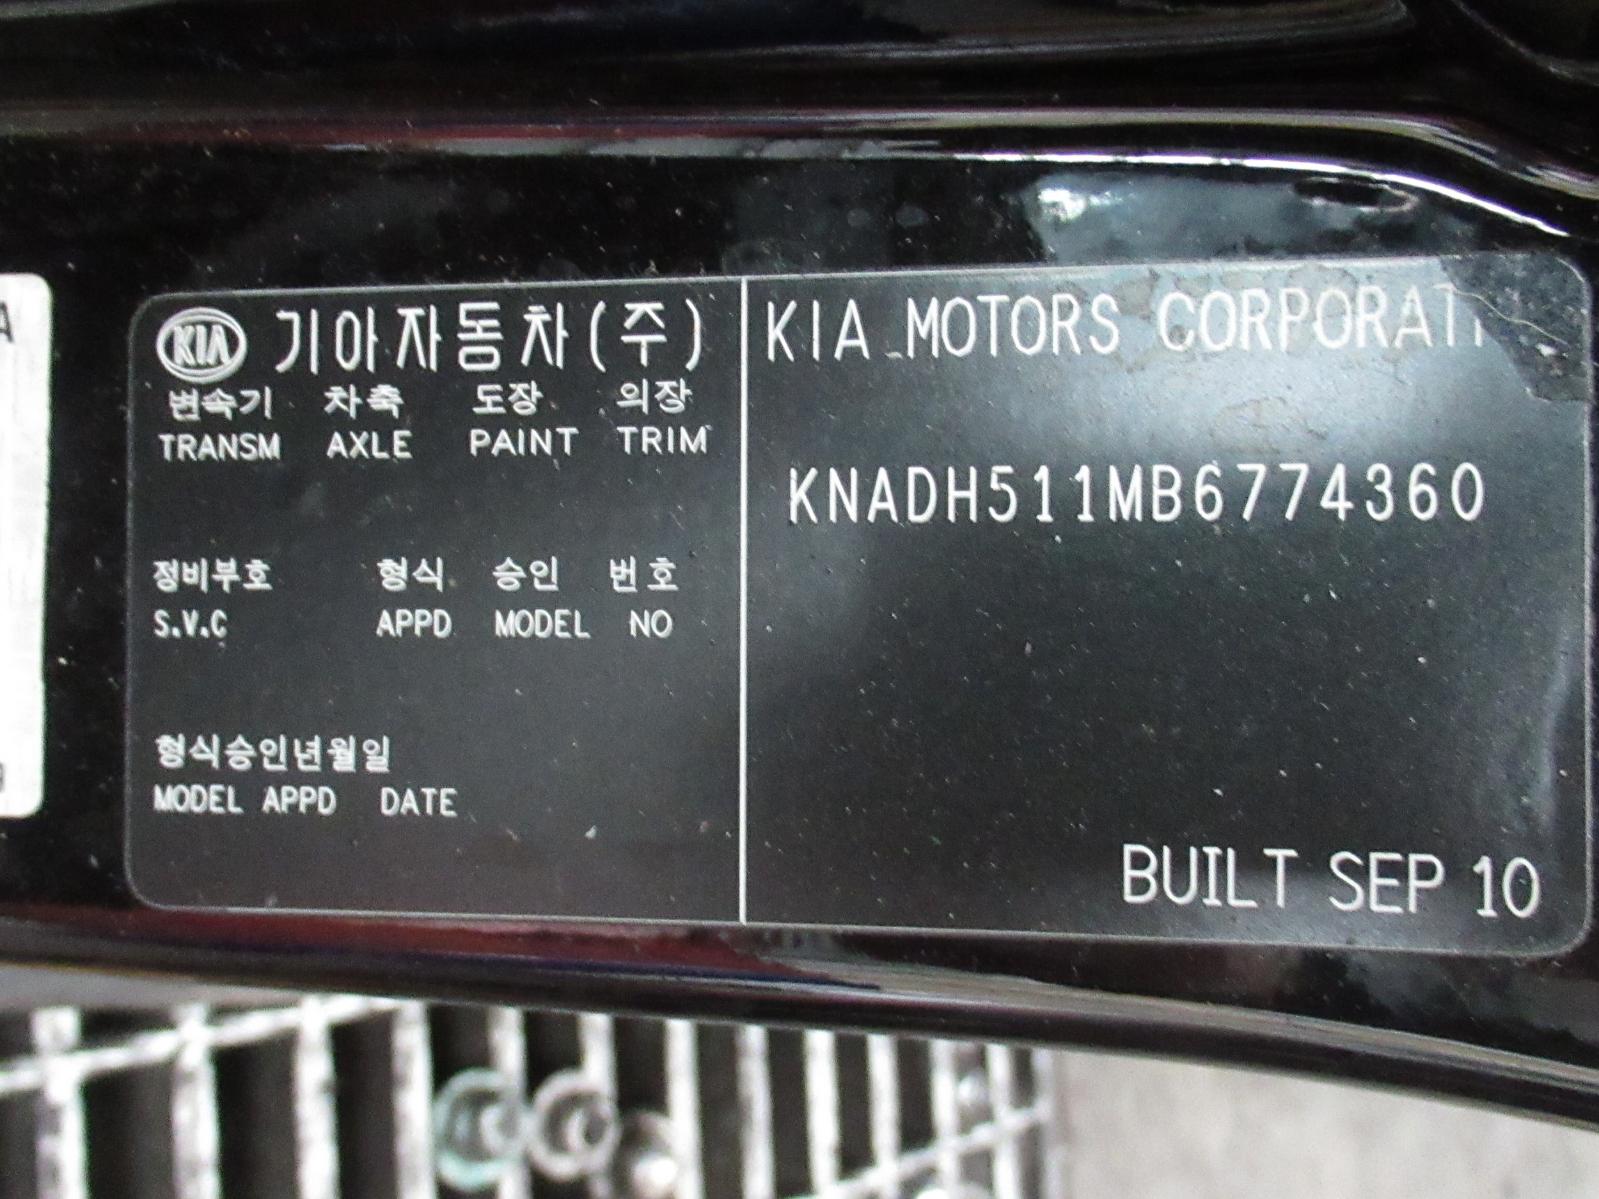 A
KIA 기아자동차(주)
변속기 차축 도장 의장
TRANSM AXLE PAINT TRIM
정비부호 형식 승인 번호
S.V.C APPD MODEL NO
형식승인년월일
MODEL APPD DATE
KIA MOTORS
KNADH511MB6774360
BUILT SEP 10